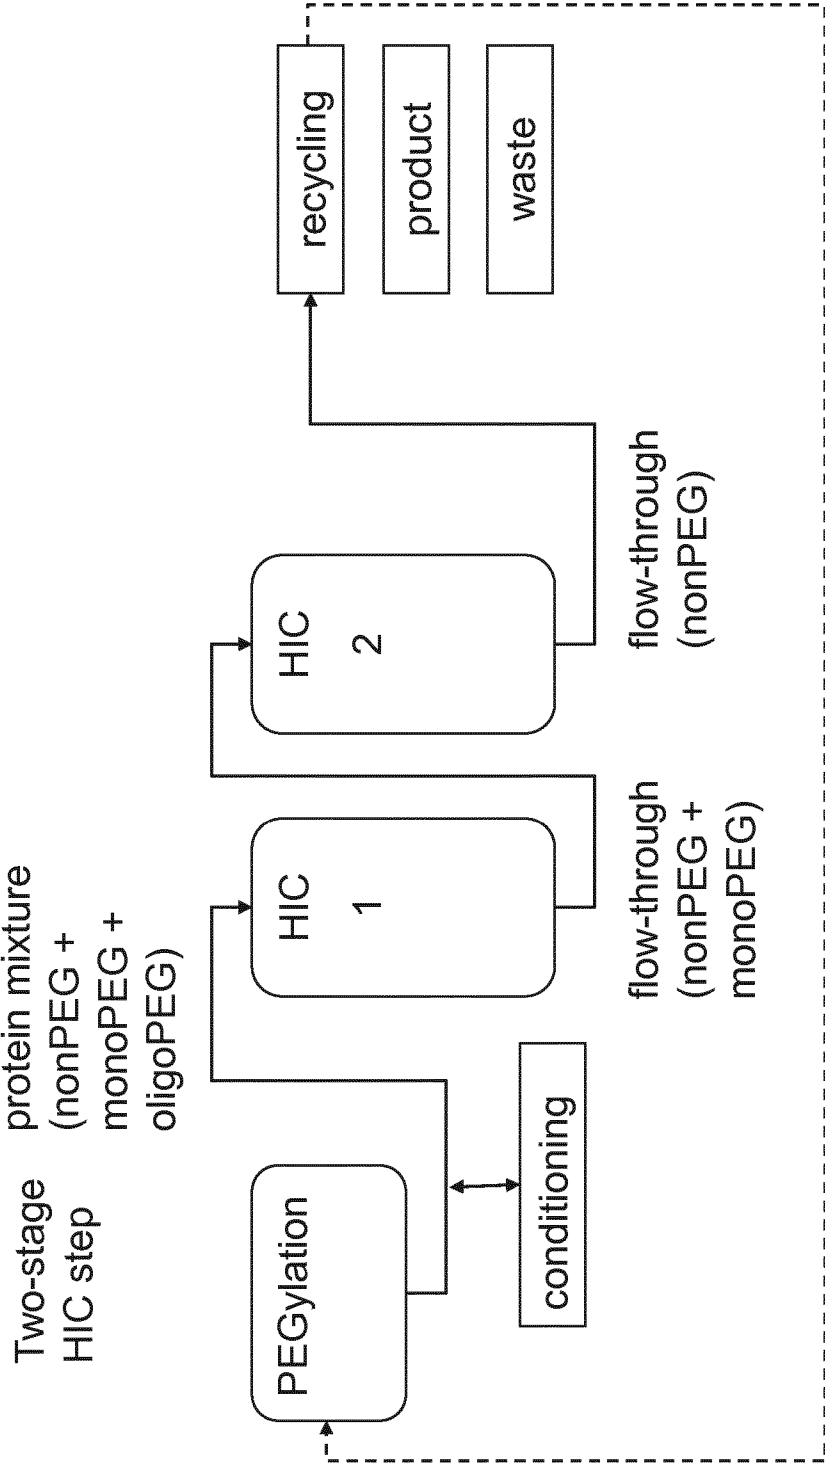 Two-stage
HIC step
protein mixture
(nonPEG +
monoPEG +
oligoPEG)
PEGylation
conditioning
HIC
1
flow-through
(nonPEG +
monoPEG)
HIC
2
flow-through
(nonPEG)
recycling
product
waste